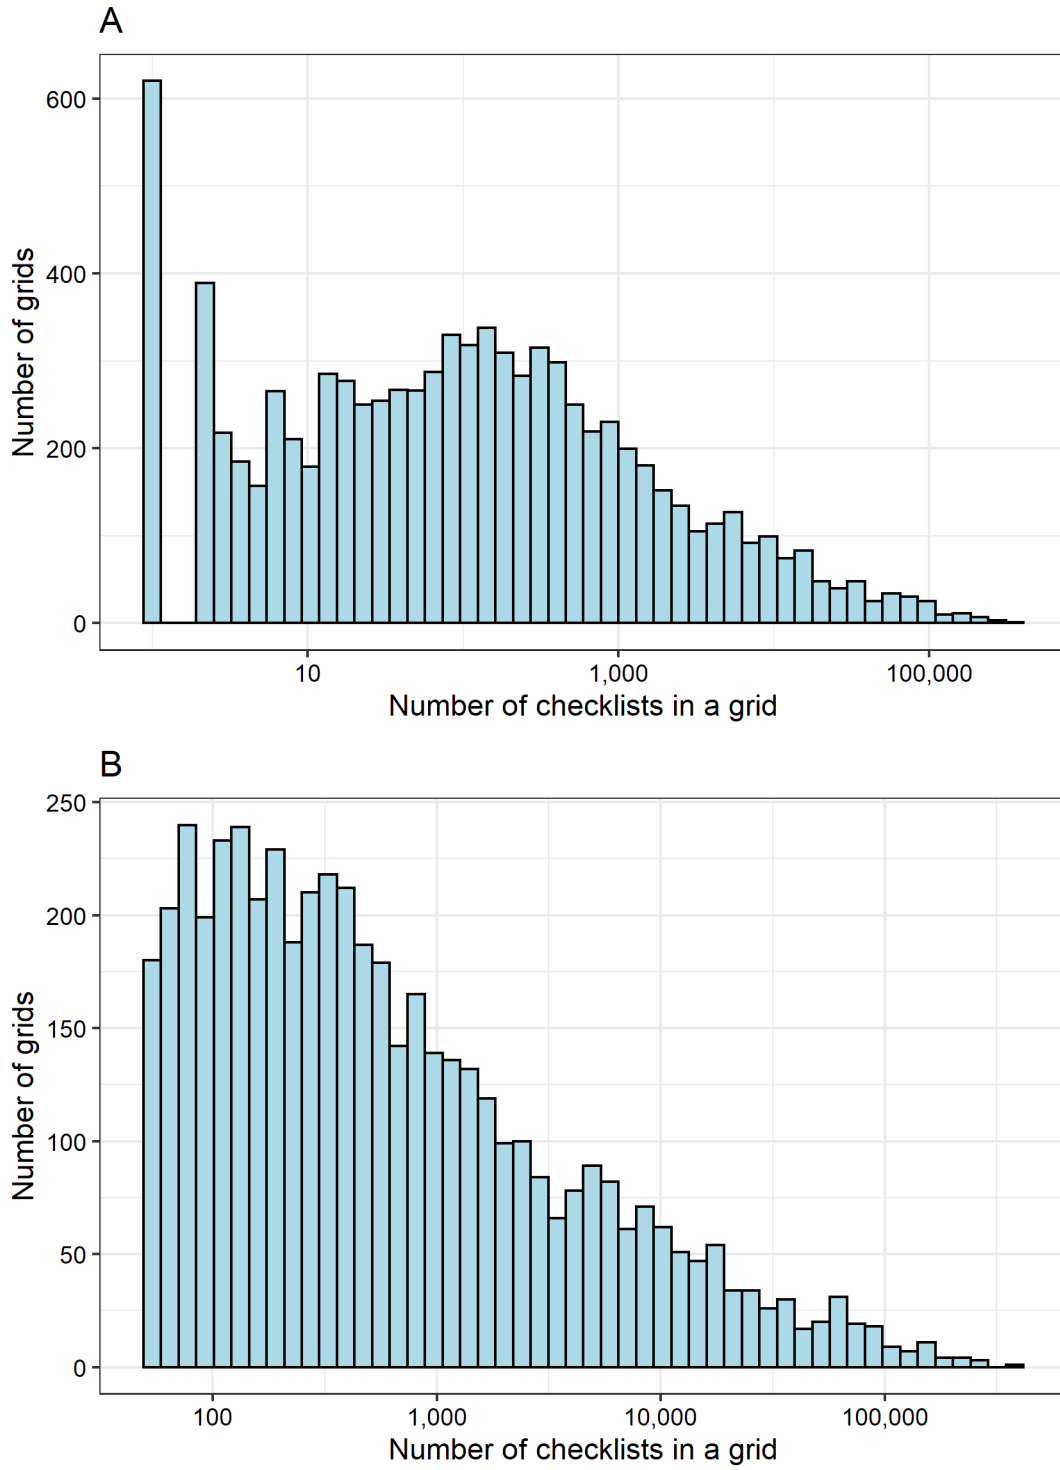 A
600
400
200
0
Number of grids
10 1,000 100,000
Number of checklists in a grid
B
250
200
150
100
50
0
Number of grids
100 1,000 10,000 100,000
Number of checklists in a grid